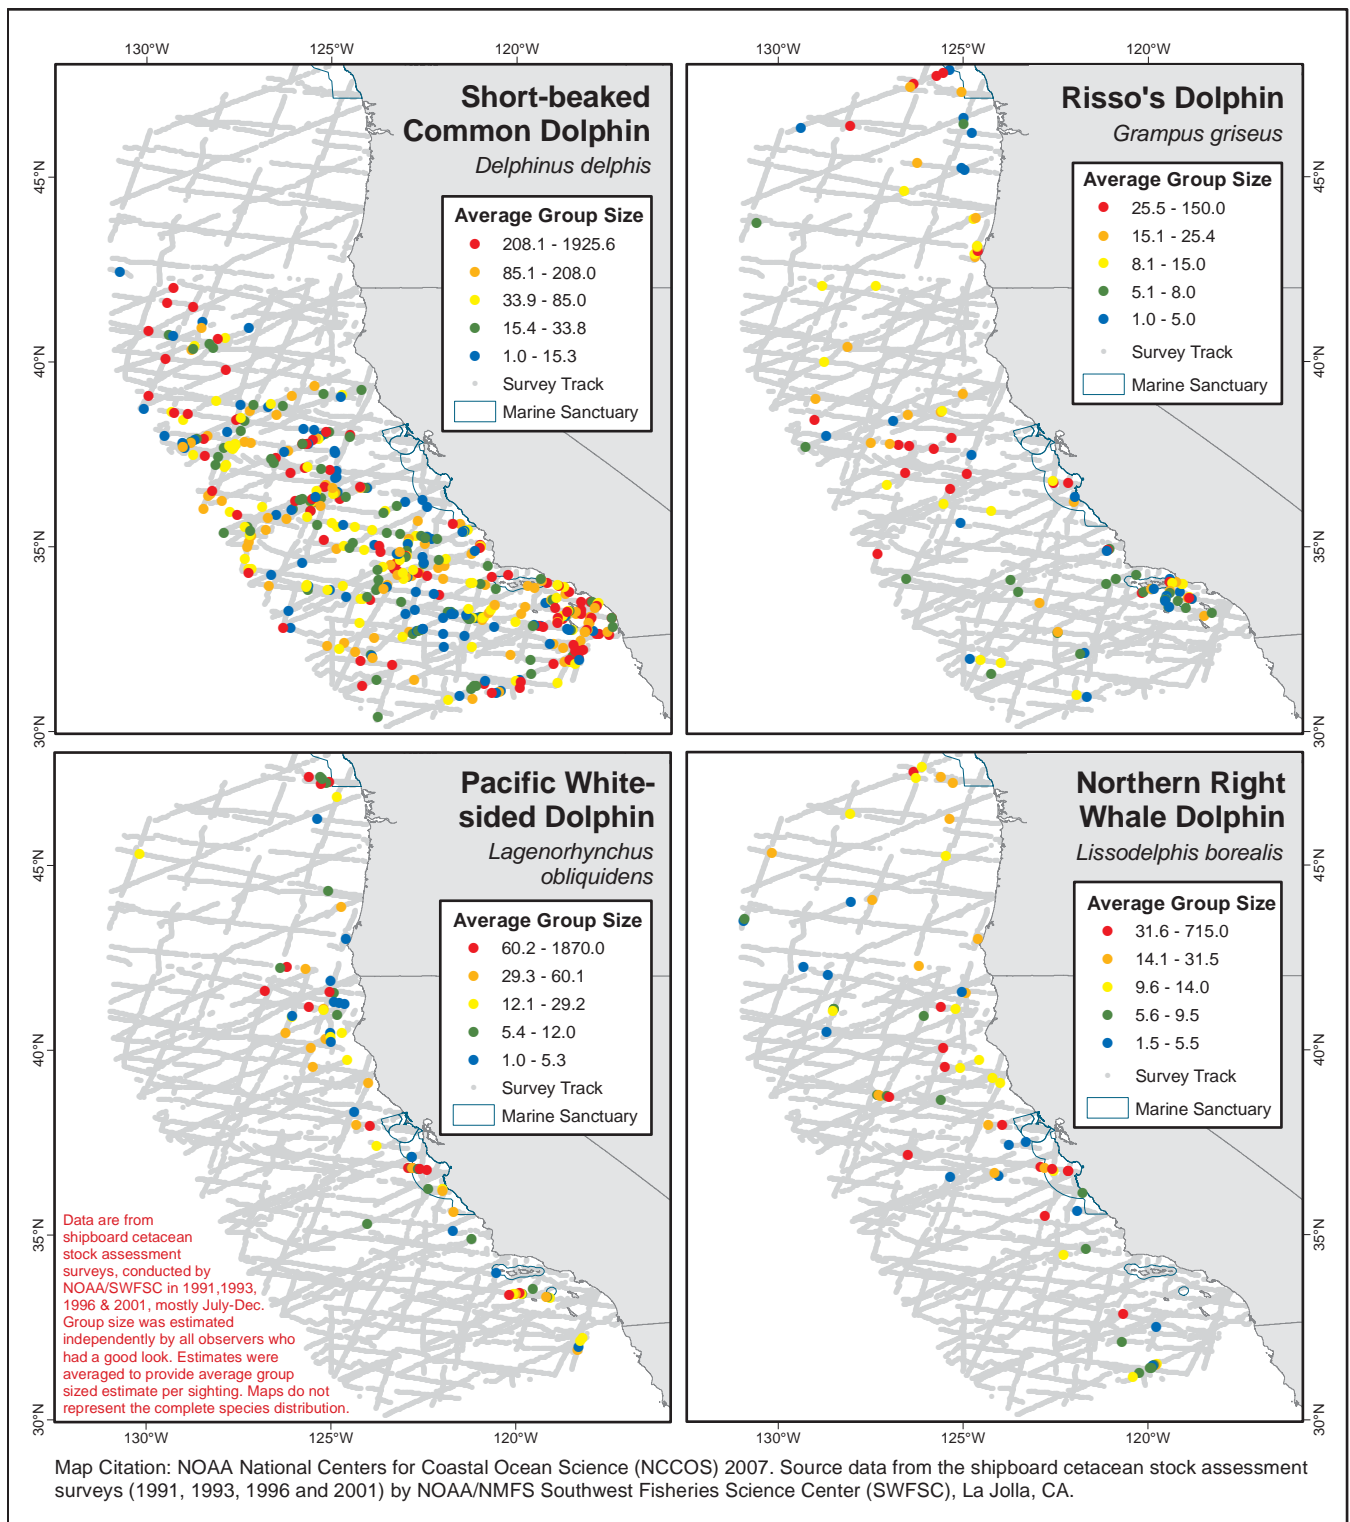 130°W 125°W 120°W
130°W 125°W 120°W
Short-beaked
Common Dolphin
Delphinus delphis
Average Group Size
208.1 - 1925.6
85.1 - 208.0
33.9 - 85.0
15.4 - 33.8
1.0 - 15.3
Survey Track
Marine Sanctuary
45°N
40°N
35°N
30°N
Risso's Dolphin
Grampus griseus
Average Group Size
25.5 - 150.0
15.1 - 25.4
8.1 - 15.0
5.1 - 8.0
1.0 - 5.0
Survey Track
Marine Sanctuary
45°N
40°N
35°N
30°N
Pacific White-
sided Dolphin
Lagenorhynchus
obliquidens
Average Group Size
60.2 - 1870.0
29.3 - 60.1
12.1 - 29.2
5.4 - 12.0
1.0 - 5.3
Survey Track
Marine Sanctuary
45°N
40°N
35°N
30°N
Data are from
shipboard cetacean
stock assessment
surveys, conducted by
NOAA/SWFSC in 1991,1993,
1996 & 2001, mostly July-Dec.
Group size was estimated
independently by all observers who
had a good look. Estimates were
averaged to provide average group
sized estimate per sighting. Maps do not
represent the complete species distribution.
Northern Right
Whale Dolphin
Lissodelphis borealis
Average Group Size
31.6 - 715.0
14.1 - 31.5
9.6 - 14.0
5.6 - 9.5
1.5 - 5.5
Survey Track
Marine Sanctuary
45°N
40°N
35°N
30°N
130°W 125°W 120°W
130°W 125°W 120°W
Map Citation: NOAA National Centers for Coastal Ocean Science (NCCOS) 2007. Source data from the shipboard cetacean stock assessment
surveys (1991, 1993, 1996 and 2001) by NOAA/NMFS Southwest Fisheries Science Center (SWFSC), La Jolla, CA.